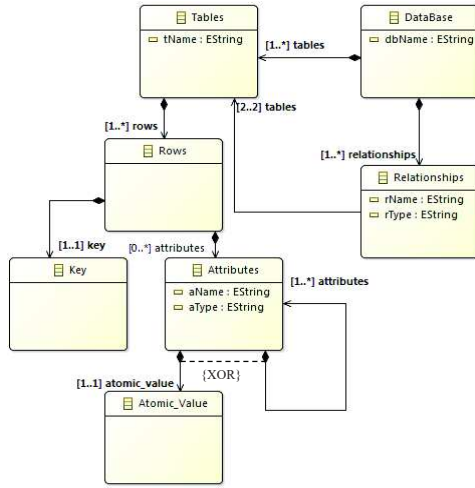 Tables
tName : EString
DataBase
dbName : EString
[1..*] tables
[2..2] tables
[1..*] rows
[1..*] relationships
Rows
Relationships
rName : EString
rType : EString
[1..1] key
[0..*] attributes
Key
Attributes
aName : EString
aType : EString
[1..*] attributes
{XOR}
[1..1] atomic_value
Atomic_Value